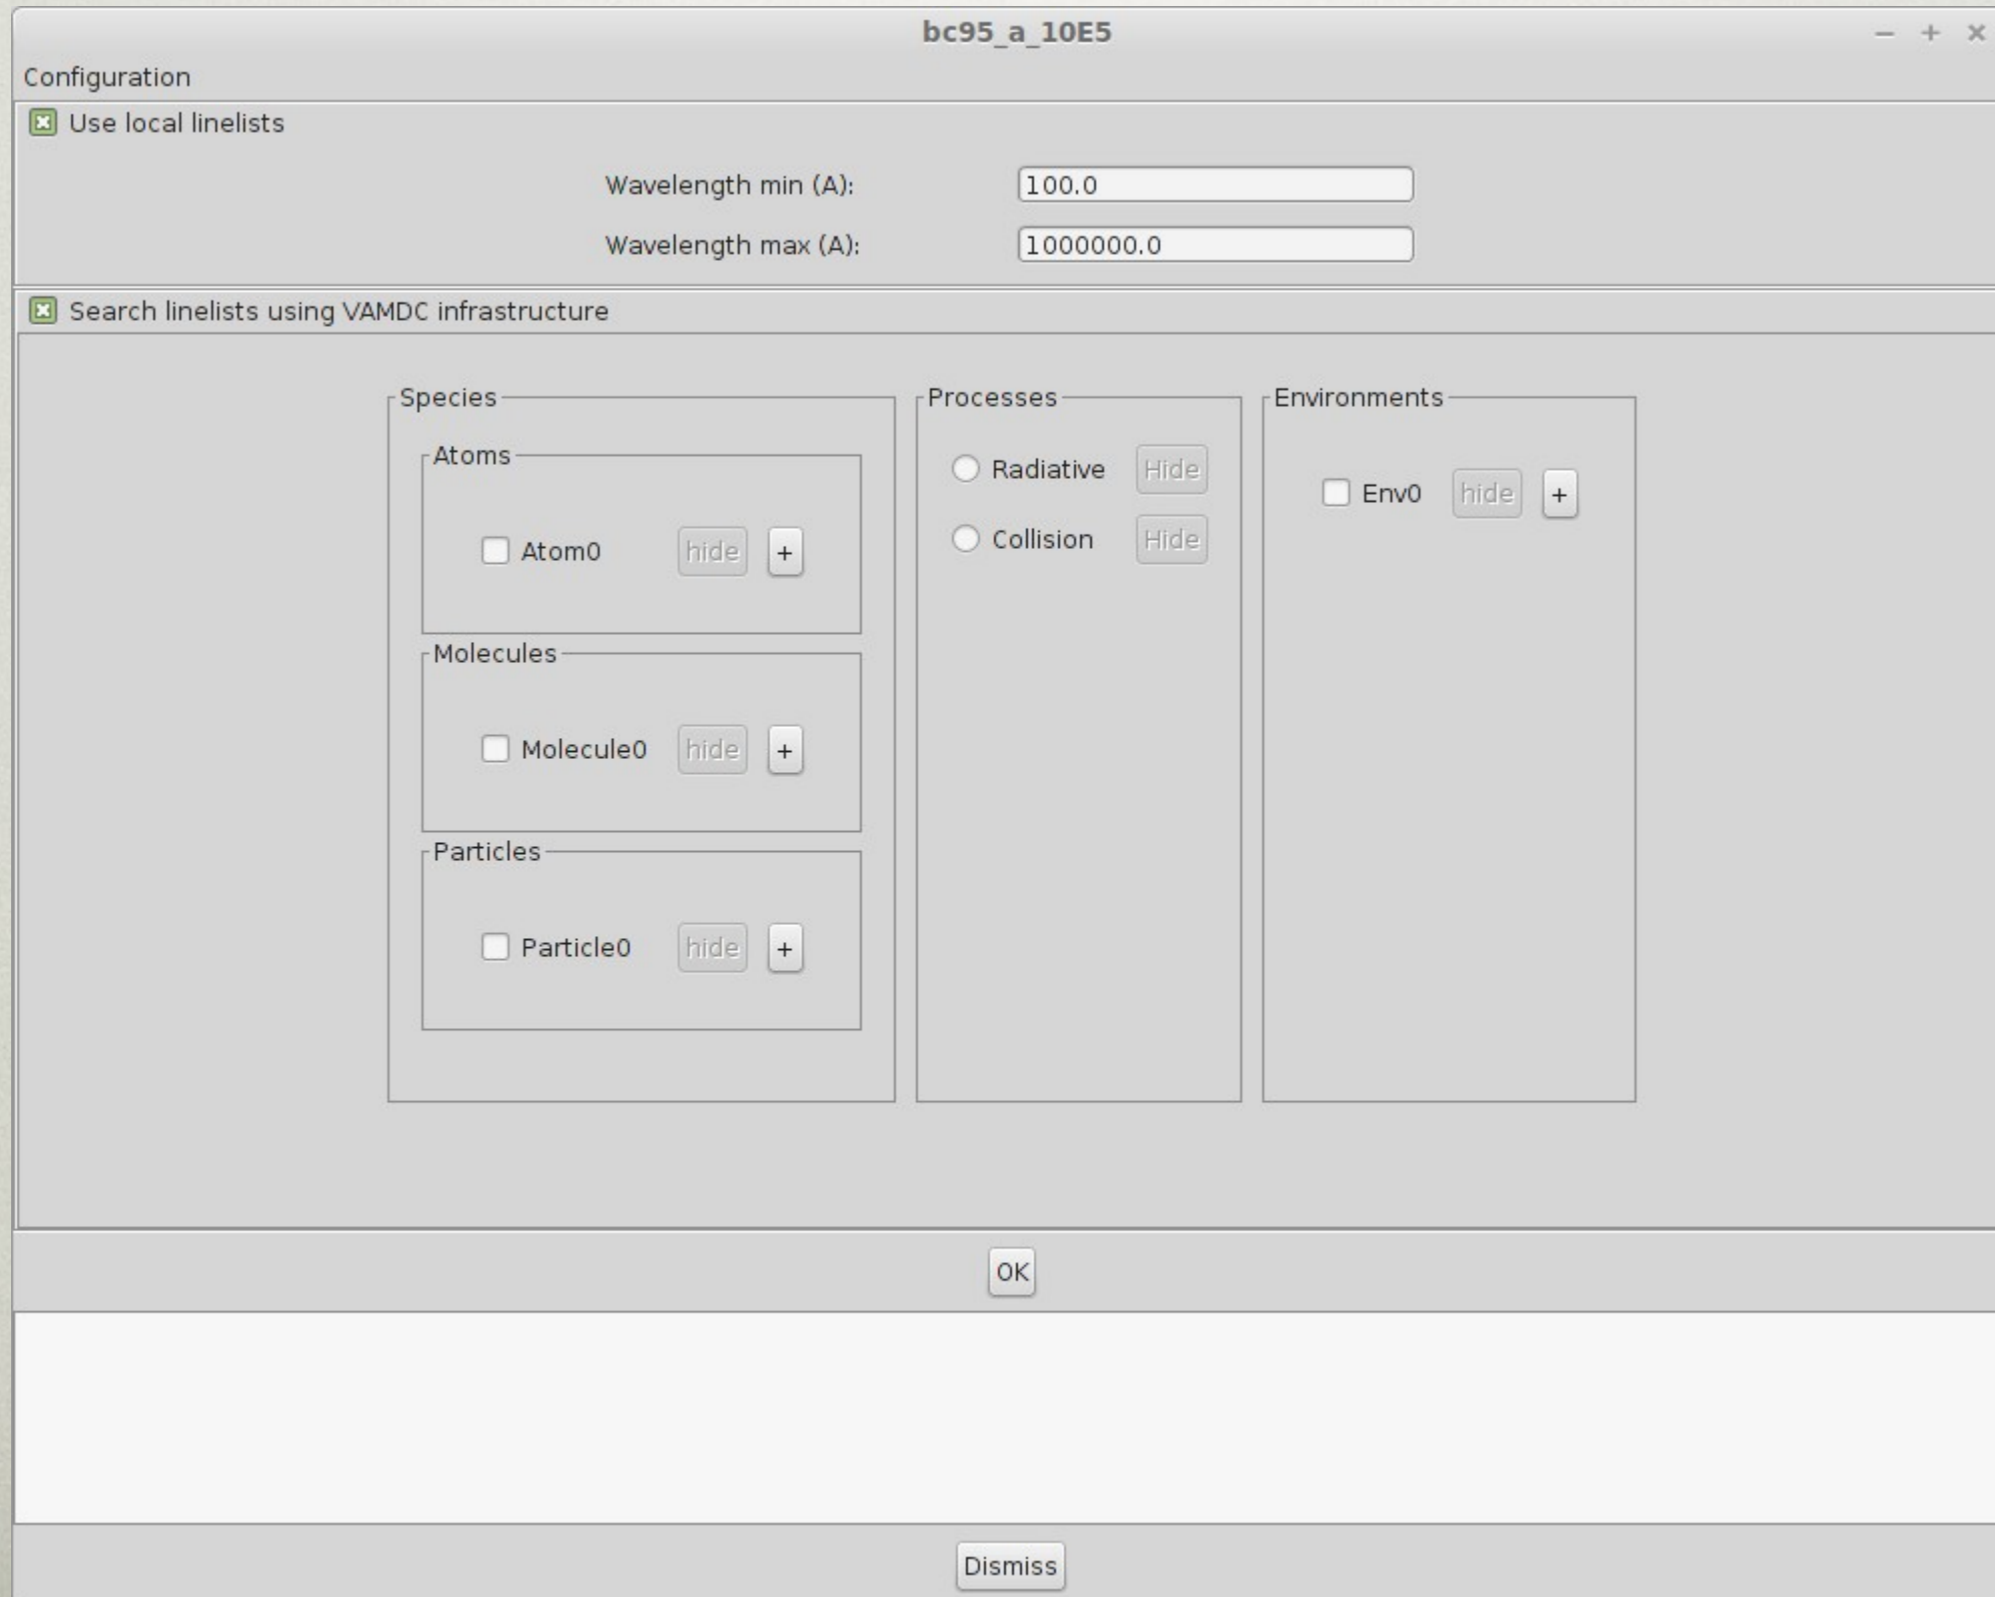 bc95_a_10E5
Configuration
Use local linelists
Wavelength min (A): 100.0
Wavelength max (A): 1000000.0
Search linelists using VAMDC infrastructure
Species
Atoms
Atom0 hide +
Molecules
Molecule0 hide +
Particles
Particle0 hide +
Processes
Radiative Hide
Collision Hide
Environments
Env0 hide +
OK
Dismiss